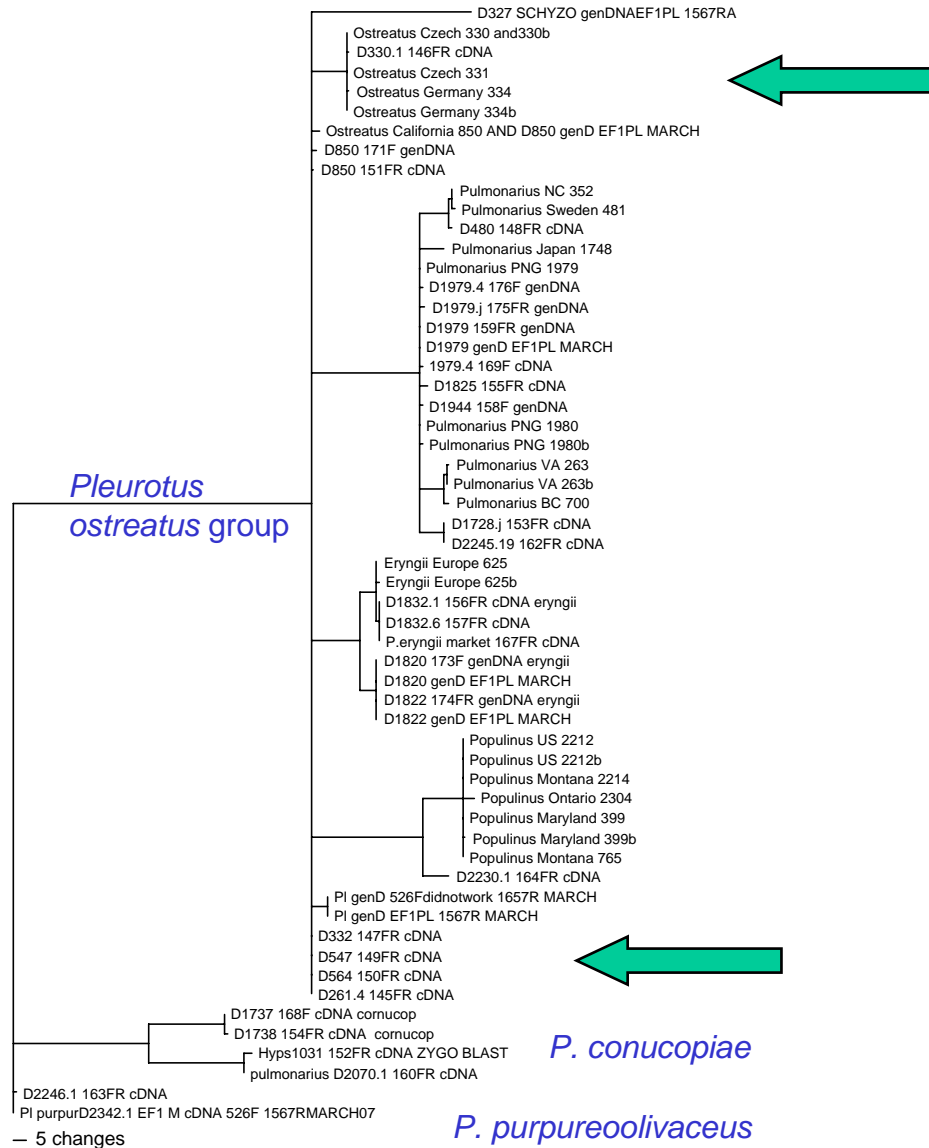 D327 SCHYZO genDNAEF1PL 1567RA
Ostreatus Czech 330 and330b
D330.1 146FR cDNA
Ostreatus Czech 331
Ostreatus Germany 334
Ostreatus Germany 334b
Ostreatus California 850 AND D850 genD EF1PL MARCH
D850 171F genDNA
D850 151FR cDNA
Pulmonarius NC 352
Pulmonarius Sweden 481
D480 148FR cDNA
Pulmonarius Japan 1748
Pulmonarius PNG 1979
D1979.4 176F genDNA
D1979.j 175FR genDNA
D1979 159FR genDNA
D1979 genD EF1PL MARCH
1979.4 169F cDNA
D1825 155FR cDNA
D1944 158F genDNA
Pulmonarius PNG 1980
Pulmonarius PNG 1980b
Pulmonarius VA 263
Pulmonarius VA 263b
Pulmonarius BC 700
D1728.j 153FR cDNA
D2245.19 162FR cDNA
Pleurotus
ostreatus group
Eryngii Europe 625
Eryngii Europe 625b
D1832.1 156FR cDNA eryngii
D1832.6 157FR cDNA
P.eryngii market 167FR cDNA
D1820 173F genDNA eryngii
D1820 genD EF1PL MARCH
D1822 174FR genDNA eryngii
D1822 genD EF1PL MARCH
Populinus US 2212
Populinus US 2212b
Populinus Montana 2214
Populinus Ontario 2304
Populinus Maryland 399
Populinus Maryland 399b
Populinus Montana 765
D2230.1 164FR cDNA
Pl genD 526Fdidnotwork 1657R MARCH
Pl genD EF1PL 1567R MARCH
D332 147FR cDNA
D547 149FR cDNA
D564 150FR cDNA
D261.4 145FR cDNA
D1737 168F cDNA cornucop
D1738 154FR cDNA cornucop
Hyps1031 152FR cDNA ZYGO BLAST
pulmonarius D2070.1 160FR cDNA
P. conucopiae
D2246.1 163FR cDNA
Pl purpurD2342.1 EF1 M cDNA 526F 1567RMARCH07
P. purpureoolivaceus
5 changes